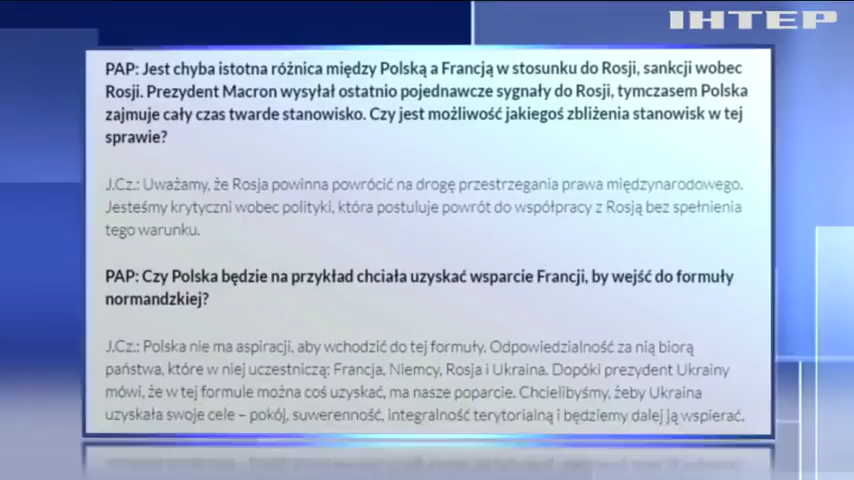 ІНТЕР
PAP: Jest chyba istotna różnica między Polską a Francją w stosunku do Rosji, sankcji wobec
Rosji. Prezydent Macron wysyłał ostatnio pojednawcze sygnały do Rosji, tymczasem Polska
zajmuje cały czas twarde stanowisko. Czy jest możliwość jakiegoś zbliżenia stanowisk w tej
sprawie?
J.Cz.: Uważamy, że Rosja powinna powrócić na drogę przestrzegania prawa międzynarodowego.
Jesteśmy krytyczni wobec polityki, która postuluje powrót do współpracy z Rosją bez spełnienia
tego warunku.
PAP: Czy Polska będzie na przykład chciała uzyskać wsparcie Francji, by wejść do formuły
normandzkiej?
J.Cz.: Polska nie ma aspiracji, aby wchodzić do tej formuły. Odpowiedzialność za nią biorą
państwa, które w niej uczestniczą: Francja, Niemcy, Rosja i Ukraina. Dopóki prezydent Ukrainy
mówi, że w tej formule można coś uzyskać, ma nasze poparcie. Chcielibyśmy, żeby Ukraina
uzyskała swoje cele – pokój, suwerenność, integralność terytorialną i będziemy dalej ją wspierać.